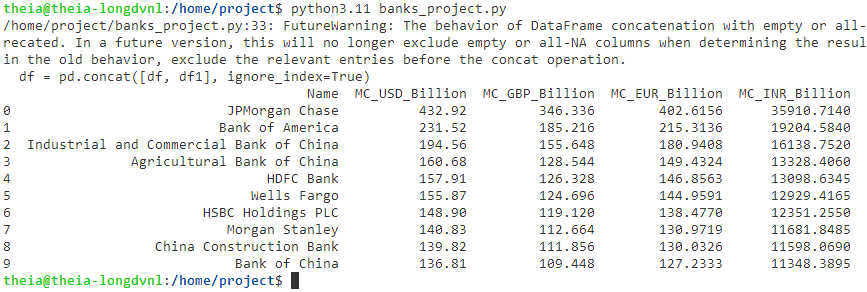 theia@theia-longdvnl:/home/project$ python3.11 banks_project.py
/home/project/banks_project.py:33: FutureWarning: The behavior of DataFrame concatenation with empty or all-
recated. In a future version, this will no longer exclude empty or all-NA columns when determining the resul
in the old behavior, exclude the relevant entries before the concat operation.
  df = pd.concat([df, df1], ignore_index=True)
                                      Name  MC_USD_Billion  MC_GBP_Billion  MC_EUR_Billion  MC_INR_Billion
0                           JPMorgan Chase          432.92         346.336        402.6156      35910.7140
1                          Bank of America          231.52         185.216        215.3136      19204.5840
2  Industrial and Commercial Bank of China          194.56         155.648        180.9408      16138.7520
3               Agricultural Bank of China          160.68         128.544        149.4324      13328.4060
4                                HDFC Bank          157.91         126.328        146.8563      13098.6345
5                              Wells Fargo          155.87         124.696        144.9591      12929.4165
6                        HSBC Holdings PLC          148.90         119.120        138.4770      12351.2550
7                           Morgan Stanley          140.83         112.664        130.9719      11681.8485
8                  China Construction Bank          139.82         111.856        130.0326      11598.0690
9                            Bank of China          136.81         109.448        127.2333      11348.3895
theia@theia-longdvnl:/home/project$